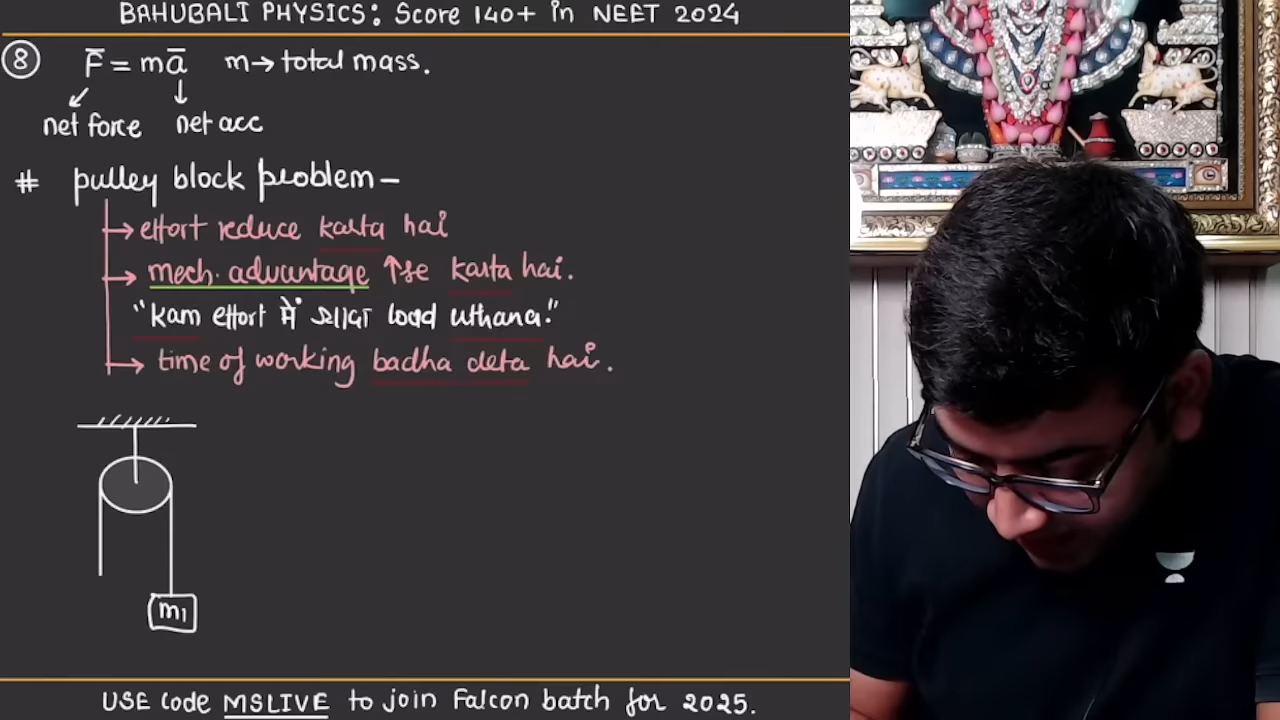 BAHUBALI PHYSICS: Score 140+ in NEET 2024
⑧ F̄ = mā m→ total mass.
net force net acc
# pulley block problem –
→ effort reduce karta hai
→ mech. advantage ↑se karta hai.
"kam effort में load uthana."
→ time of working badha deta hai.
m₁
USE Code MSLIVE to join Falcon batch for 2025.